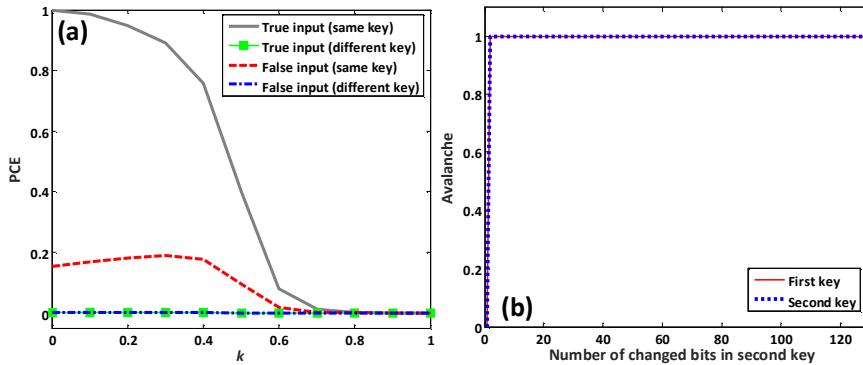 (a)
True input (same key)
True input (different key)
False input (same key)
False input (different key)
PCE
1
0.8
0.6
0.4
0.2
0
0 0.2 0.4 0.6 0.8 1
k
(b)
First key
Second key
Avalanche
1
0.8
0.6
0.4
0.2
0
0 20 40 60 80 100 120
Number of changed bits in second key